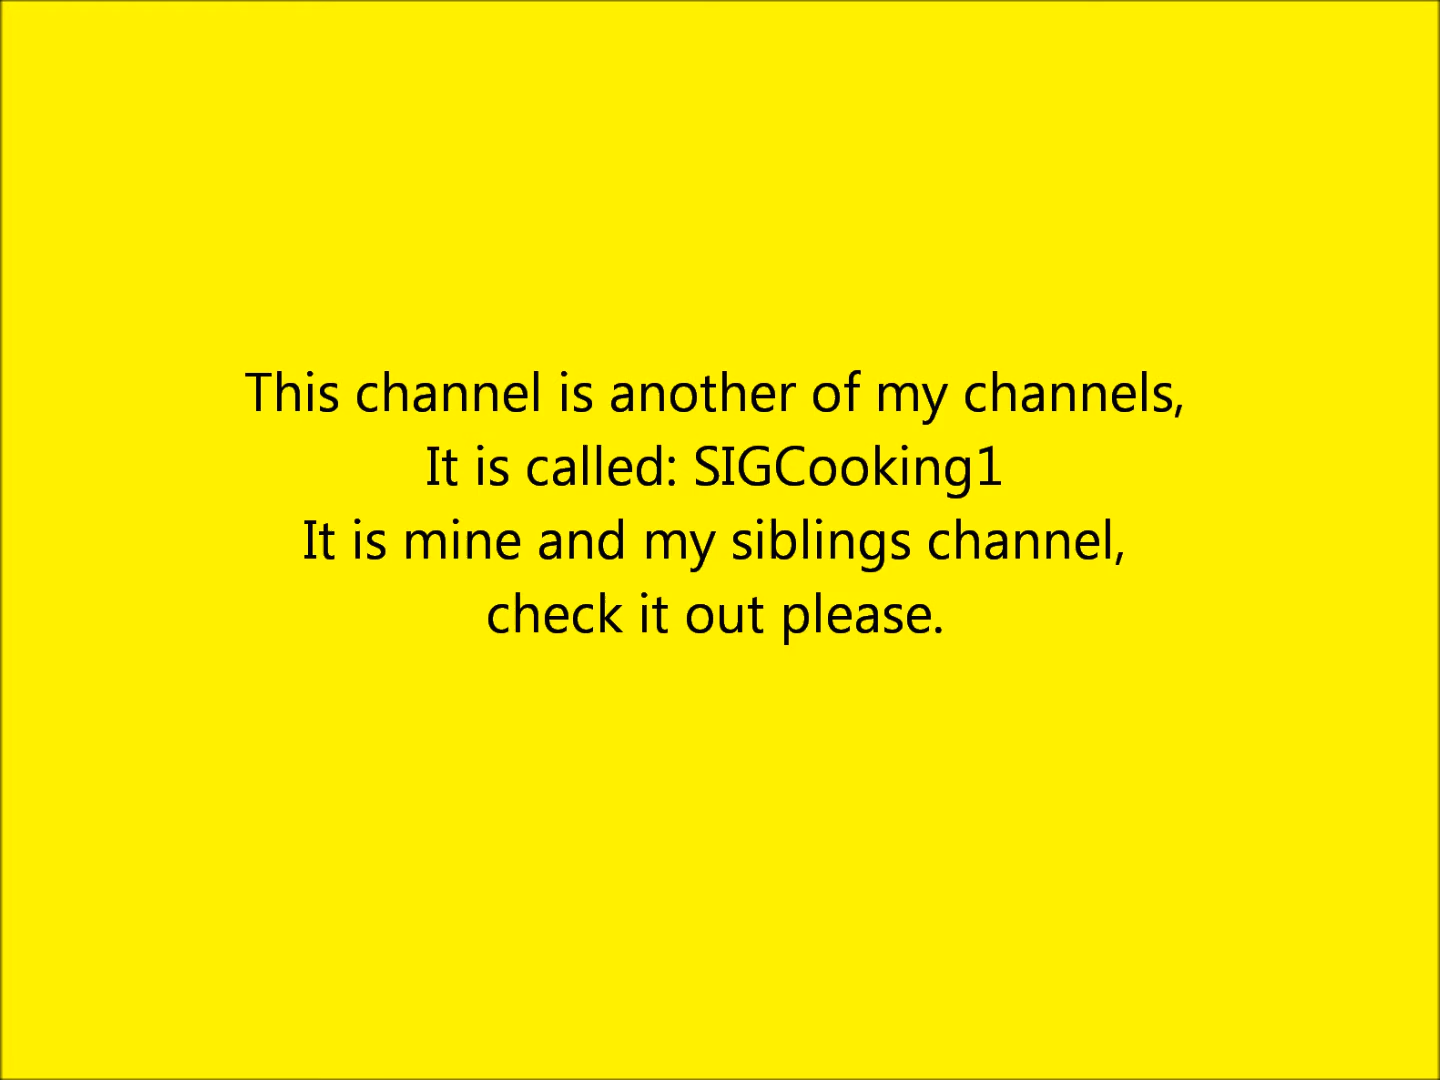 This channel is another of my channels,
It is called: SIGCooking1
It is mine and my siblings channel,
check it out please.